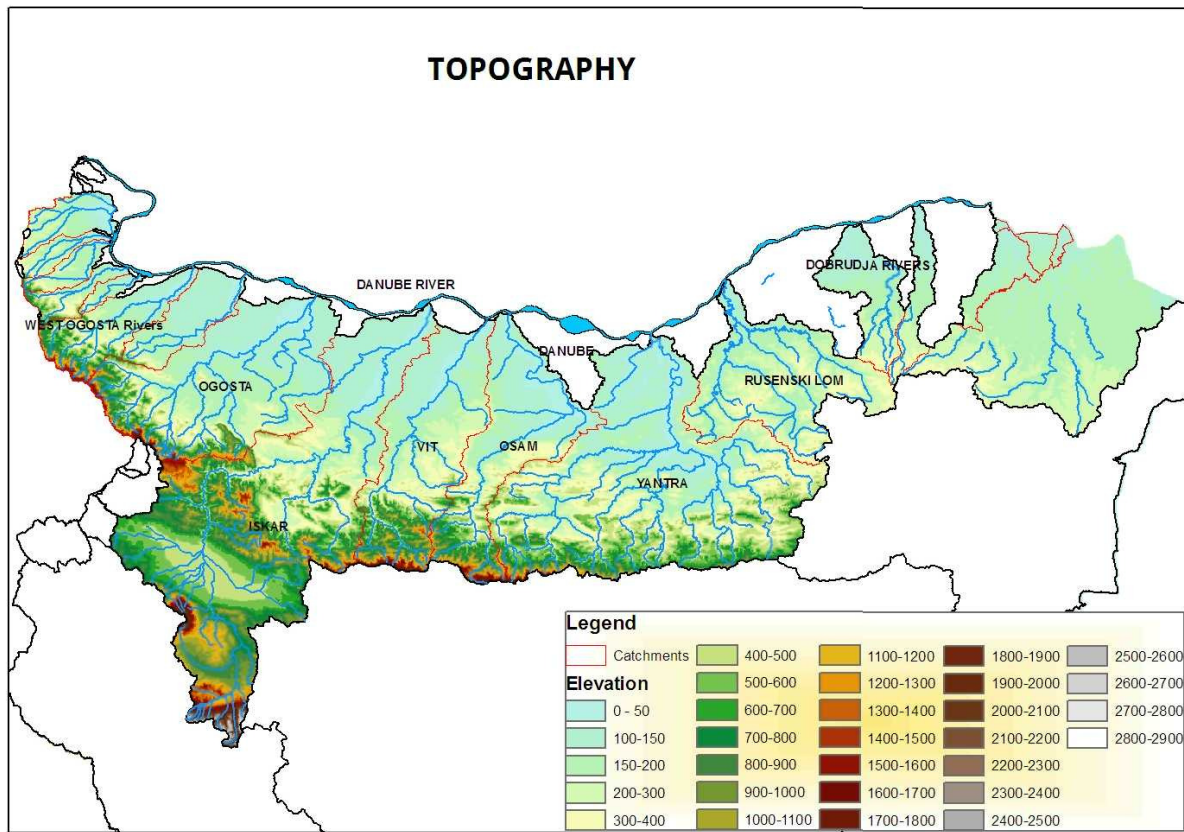 TOPOGRAPHY
DANUBE RIVER
DOBRUDJA RIVERS
WEST OGOSTA Rivers
DANUBE
OGOSTA
RUSENSKI LOM
VIT
OSAM
YANTRA
ISKAR
Legend
Catchments
Elevation
0 - 50
100-150
150-200
200-300
300-400
400-500
500-600
600-700
700-800
800-900
900-1000
1000-1100
1100-1200
1200-1300
1300-1400
1400-1500
1500-1600
1600-1700
1700-1800
1800-1900
1900-2000
2000-2100
2100-2200
2200-2300
2300-2400
2400-2500
2500-2600
2600-2700
2700-2800
2800-2900